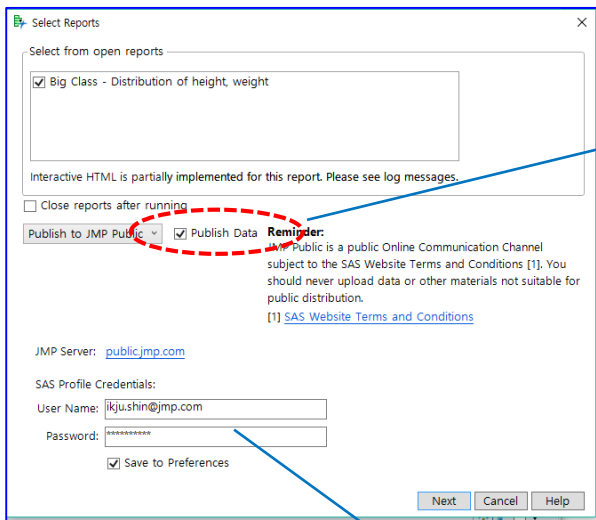 Select Reports
Select from open reports
Big Class - Distribution of height, weight
Interactive HTML is partially implemented for this report. Please see log messages.
Close reports after running
Publish to JMP Public
Publish Data
Reminder:
JMP Public is a public Online Communication Channel
subject to the SAS Website Terms and Conditions [1]. You
should never upload data or other materials not suitable for
public distribution.
[1] SAS Website Terms and Conditions
JMP Server: public.jmp.com
SAS Profile Credentials:
User Name: ikju.shin@jmp.com
Password: **********
Save to Preferences
Next Cancel Help